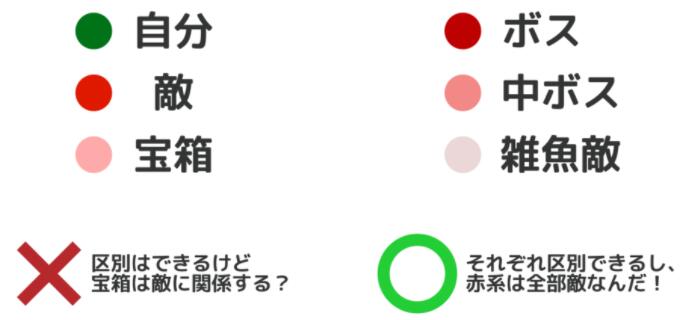 自分
敵
宝箱
区別はできるけど
宝箱は敵に関係する？
ボス
中ボス
雑魚敵
それぞれ区別できるし、
赤系は全部敵なんだ！